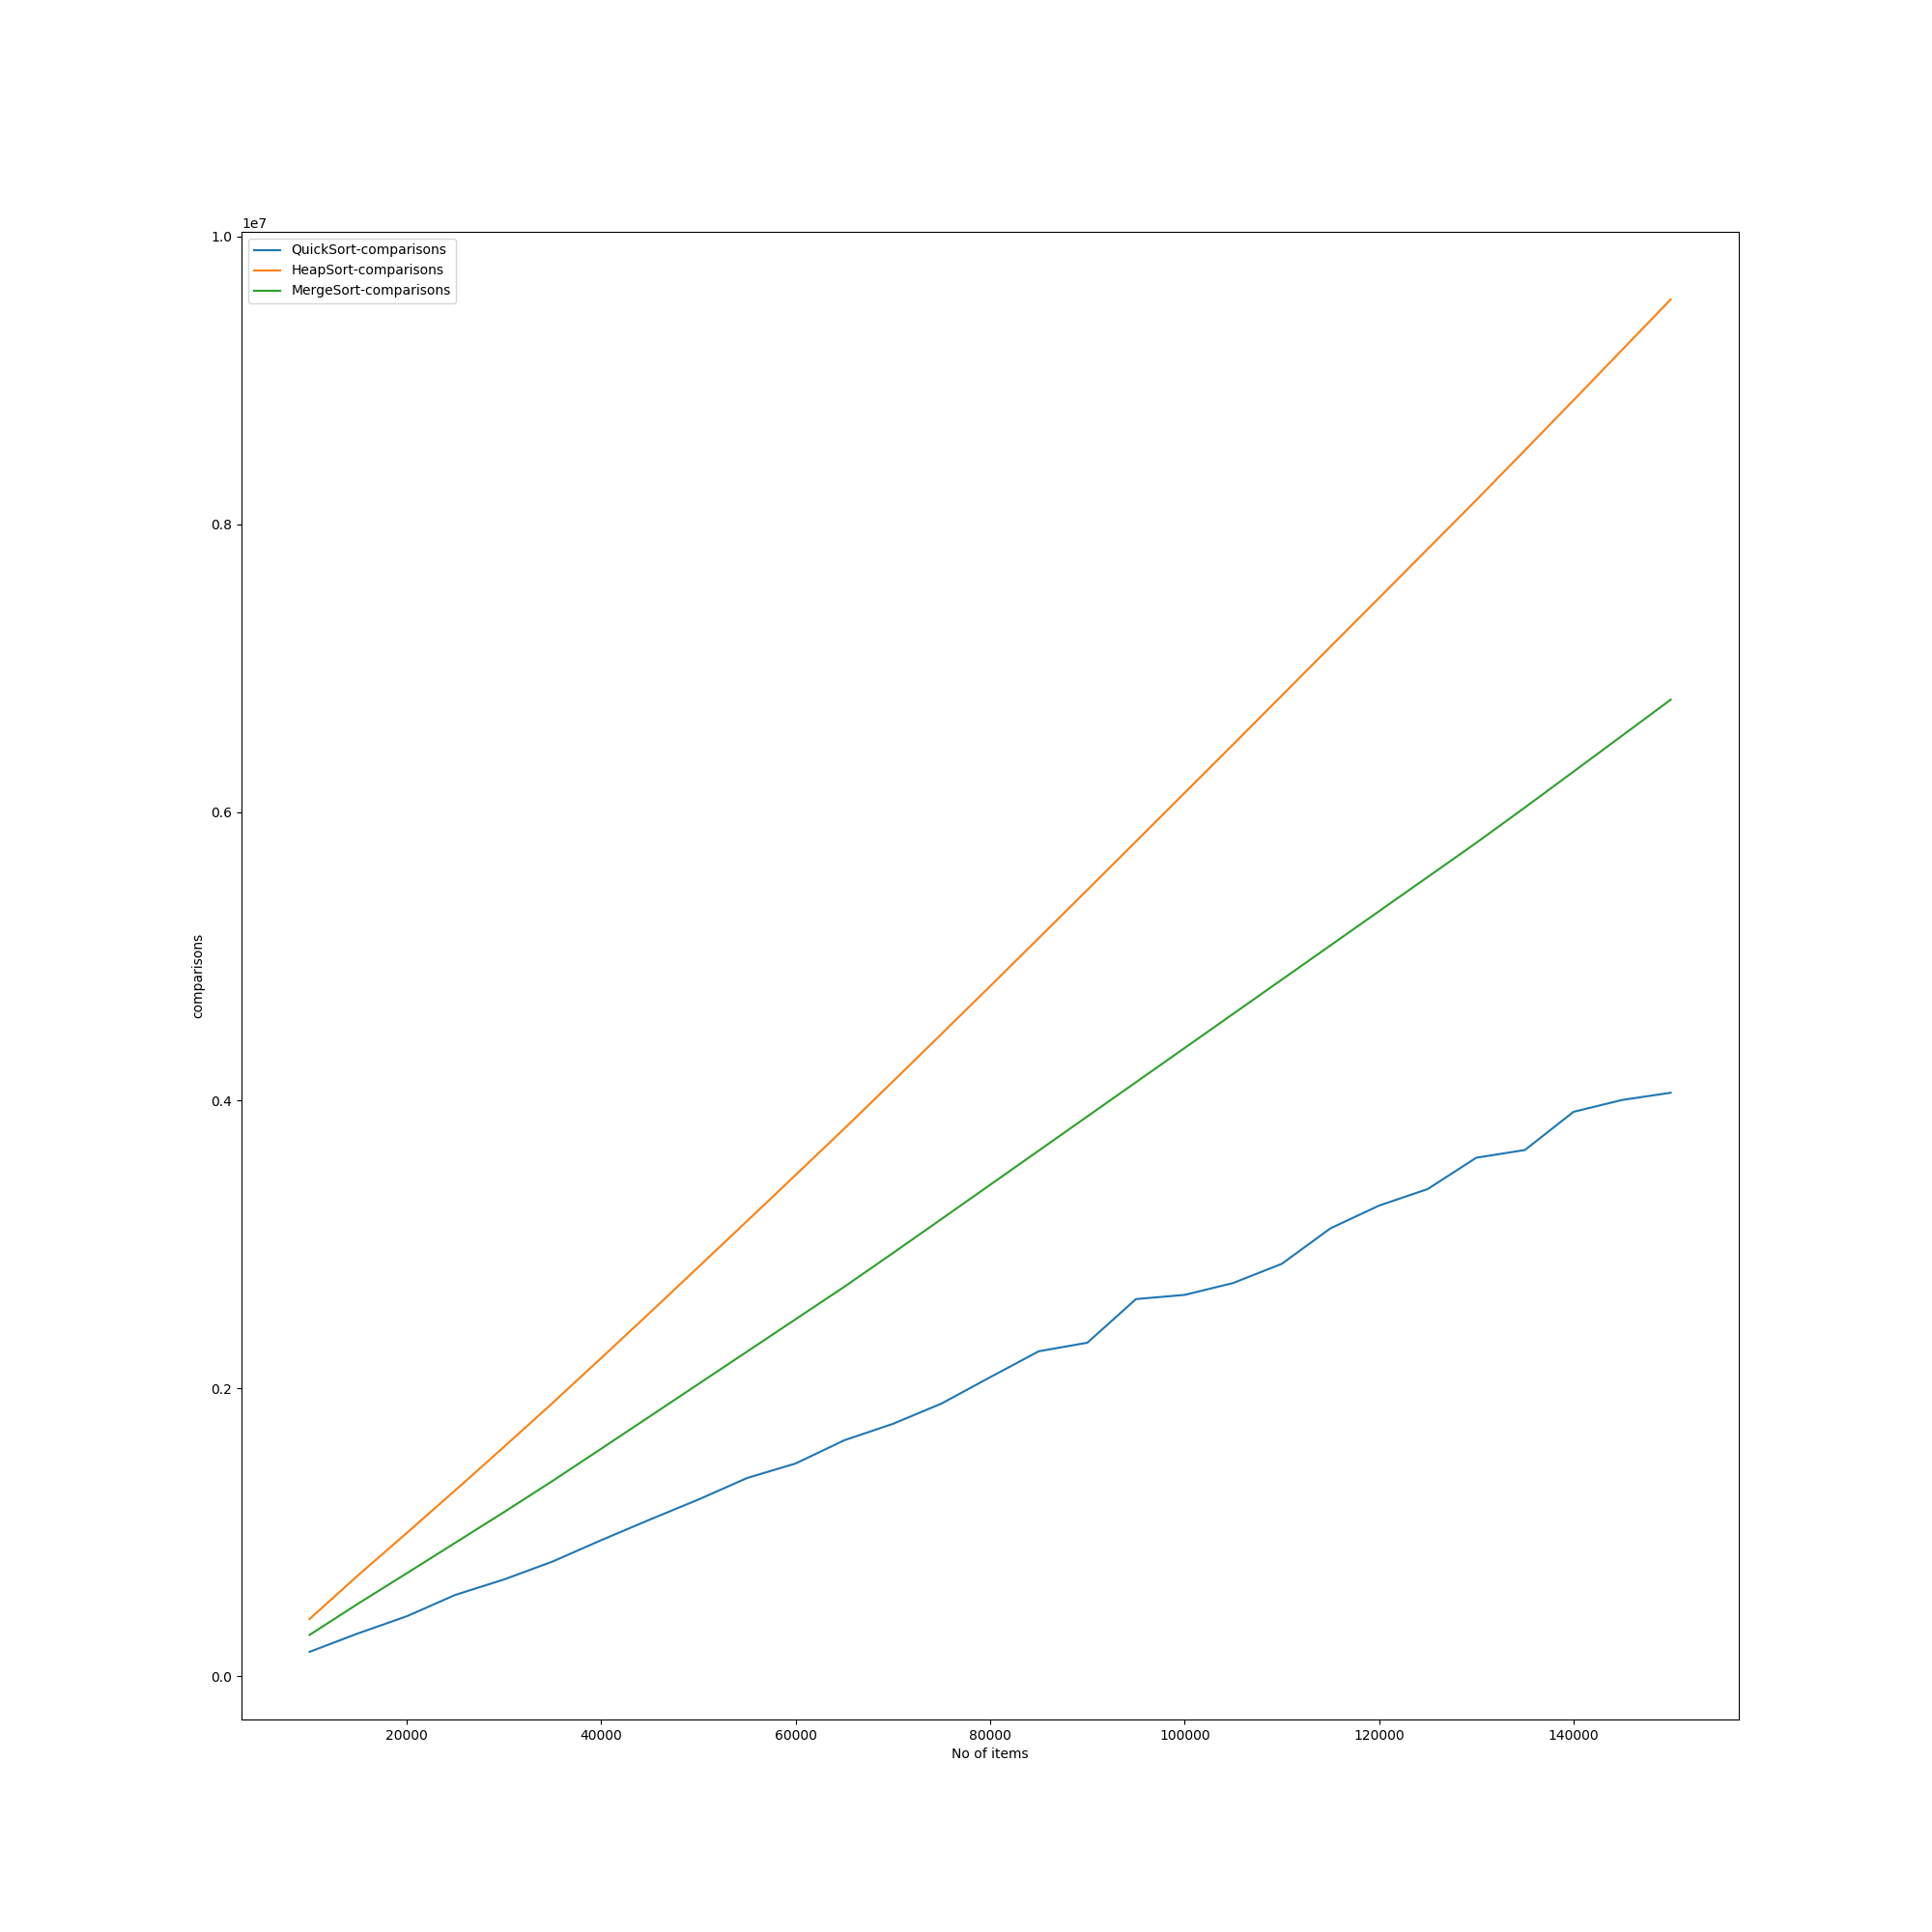 1e7
1.0
QuickSort-comparisons
HeapSort-comparisons
MergeSort-comparisons
0.8
0.6
comparisons
0.4
0.2
0.0
20000 40000 60000 80000 100000 120000 140000
No of items